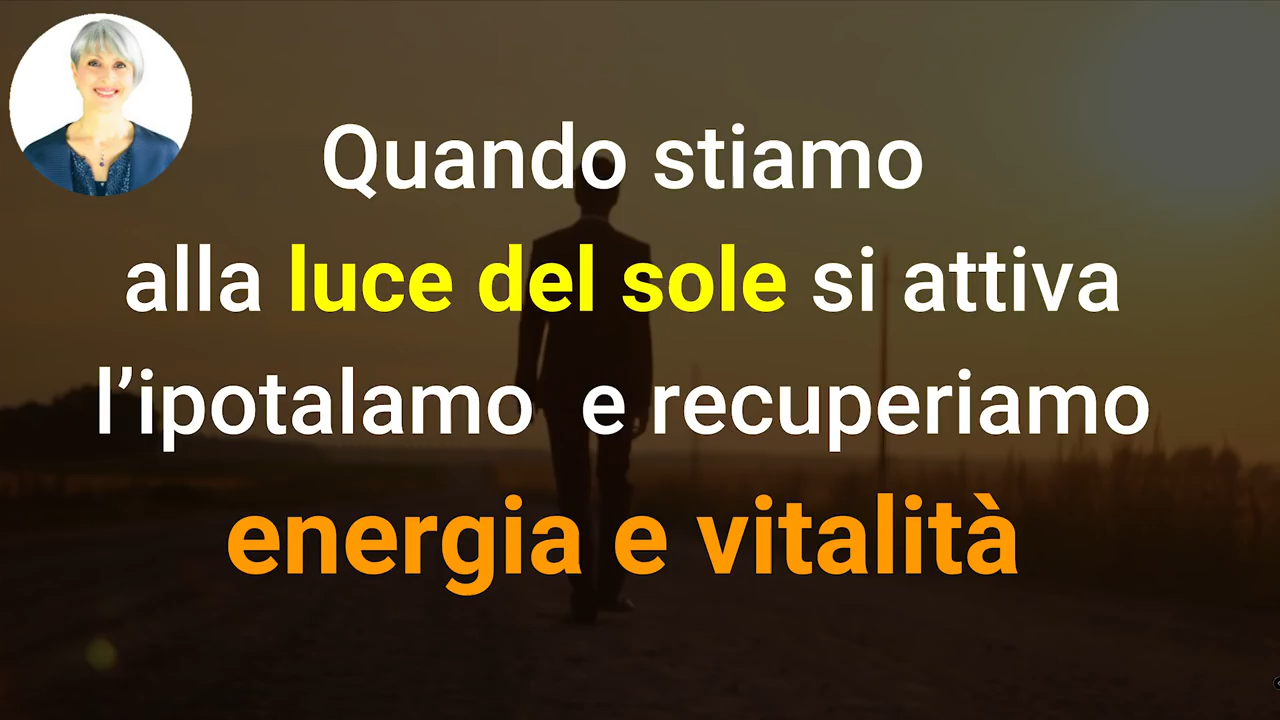 Quando stiamo
alla luce del sole si attiva
l’ipotalamo e recuperiamo
energia e vitalità